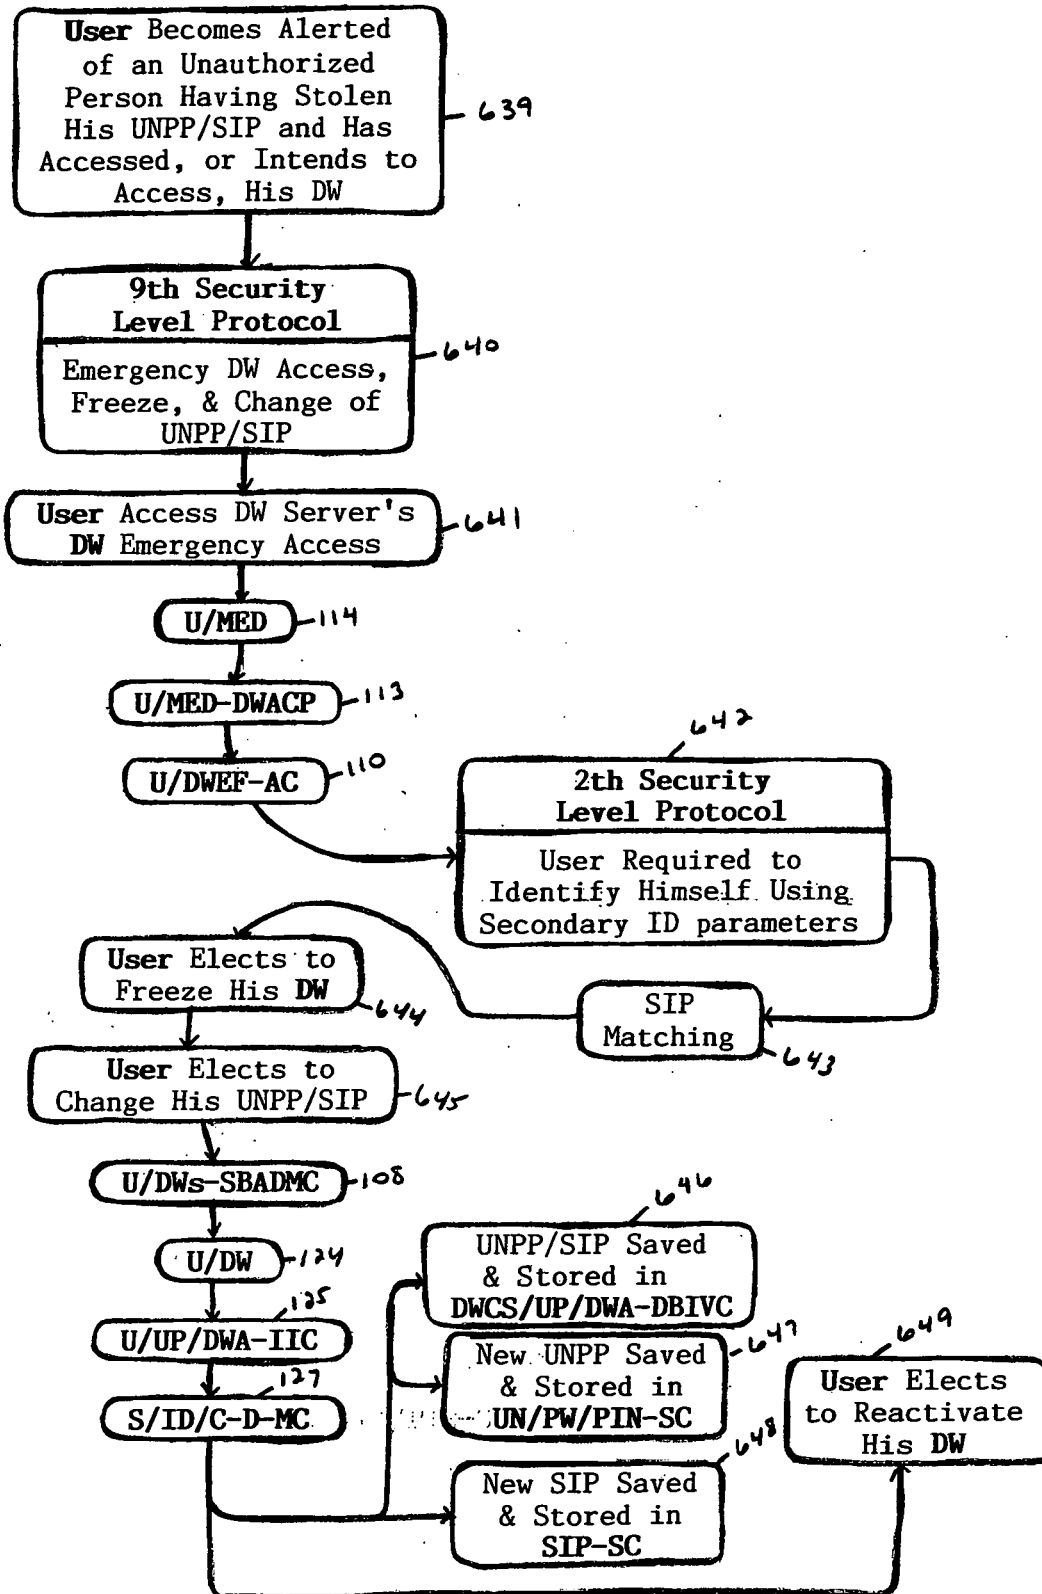 User Becomes Alerted
of an Unauthorized
Person Having Stolen
His UNPP/SIP and Has
Accessed, or Intends to
Access, His DW
639
9th Security
Level Protocol
Emergency DW Access,
Freeze, & Change of
UNPP/SIP
640
User Access DW Server's
DW Emergency Access
641
U/MED
114
U/MED-DWACP
113
U/DWEF-AC
110
642
2th Security
Level Protocol
User Required to
Identify Himself Using
Secondary ID parameters
SIP
Matching
643
User Elects to
Freeze His DW
644
User Elects to
Change His UNPP/SIP
645
U/DWs-SBADMC
108
U/DW
124
U/UP/DWA-IIC
125
S/ID/C-D-MC
127
646
UNPP/SIP Saved
& Stored in
DWCS/UP/DWA-DBIVC
647
New UNPP Saved
& Stored in
UN/PW/PIN-SC
648
New SIP Saved
& Stored in
SIP-SC
649
User Elects
to Reactivate
His DW